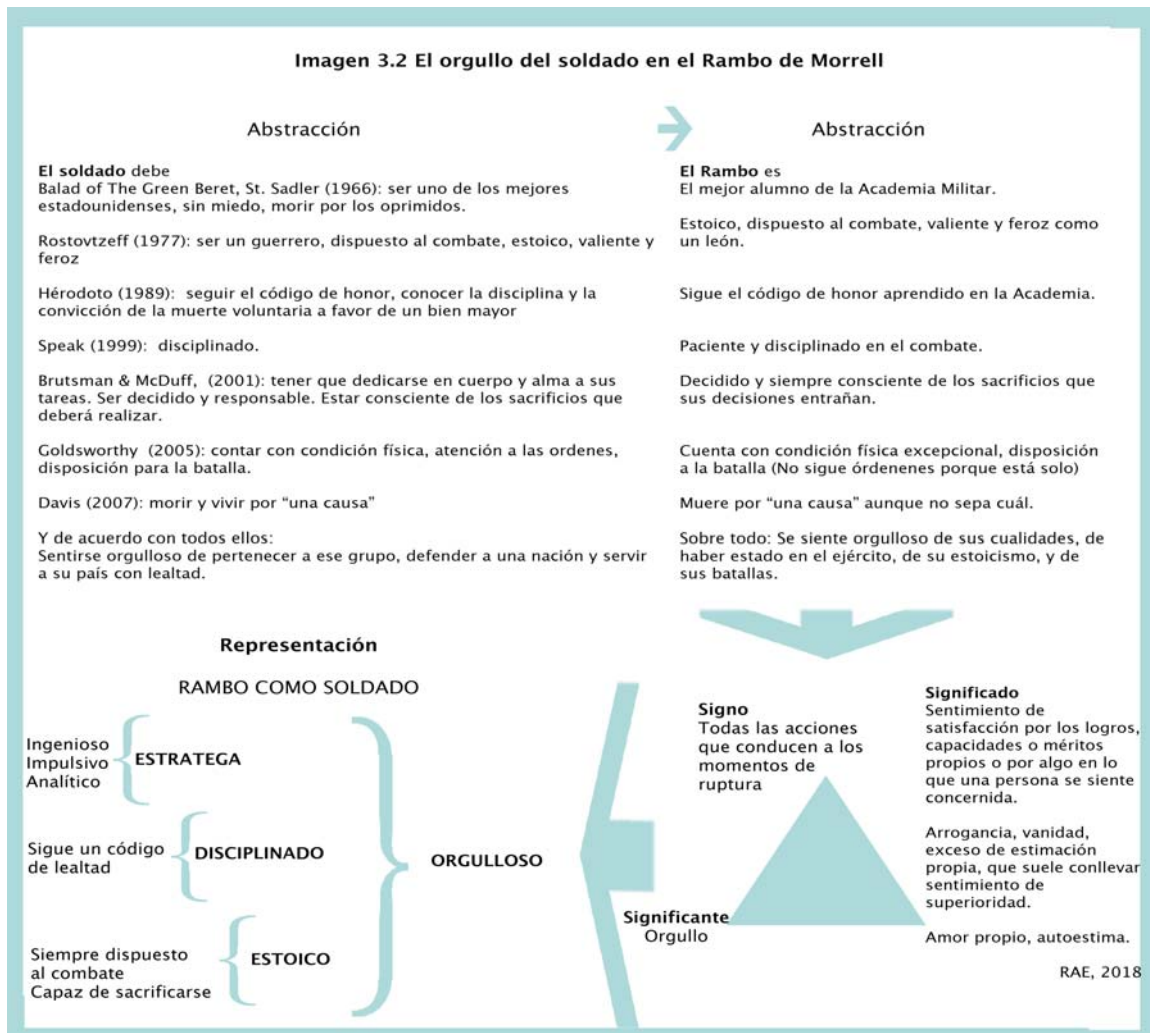 Imagen 3.2 El orgullo del soldado en el Rambo de Morrell
Abstracción
El soldado debe
Balad of The Green Beret, St. Sadler (1966): ser uno de los mejores
estadounidenses, sin miedo, morir por los oprimidos.
Rostovtzeff (1977): ser un guerrero, dispuesto al combate, estoico, valiente y
feroz
Hérodoto (1989): seguir el código de honor, conocer la disciplina y la
convicción de la muerte voluntaria a favor de un bien mayor
Speak (1999): disciplinado.
Brutsman & McDuff, (2001): tener que dedicarse en cuerpo y alma a sus
tareas. Ser decidido y responsable. Estar consciente de los sacrificios que
deberá realizar.
Goldsworthy (2005): contar con condición física, atención a las ordenes,
disposición para la batalla.
Davis (2007): morir y vivir por “una causa”
Y de acuerdo con todos ellos:
Sentirse orgulloso de pertenecer a ese grupo, defender a una nación y servir
a su país con lealtad.
Abstracción
El Rambo es
El mejor alumno de la Academia Militar.
Estoico, dispuesto al combate, valiente y feroz como
un león.
Sigue el código de honor aprendido en la Academia.
Paciente y disciplinado en el combate.
Decidido y siempre consciente de los sacrificios que
sus decisiones entrañan.
Cuenta con condición física excepcional, disposición
a la batalla (No sigue órdenenes porque está solo)
Muere por “una causa” aunque no sepa cuál.
Sobre todo: Se siente orgulloso de sus cualidades, de
haber estado en el ejército, de su estoicismo, y de
sus batallas.
Signo
Todas las acciones
que conducen a los
momentos de
ruptura
Significado
Sentimiento de
satisfacción por los logros,
capacidades o méritos
propios o por algo en lo
que una persona se siente
concernida.
Arrogancia, vanidad,
exceso de estimación
propia, que suele conllevar
sentimiento de
superioridad.
Amor propio, autoestima.
RAE, 2018
Significante
Orgullo
Representación
RAMBO COMO SOLDADO
Ingenioso
Impulsivo
Analítico
ESTRATEGA
Sigue un código
de lealtad
DISCIPLINADO
Siempre dispuesto
al combate
Capaz de sacrificarse
ESTOICO
ORGULLOSO